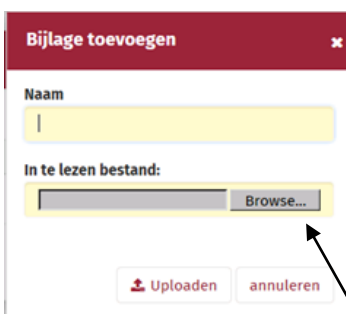 Bijlage toevoegen
Naam
In te lezen bestand:
Browse...
Uploaden annuleren